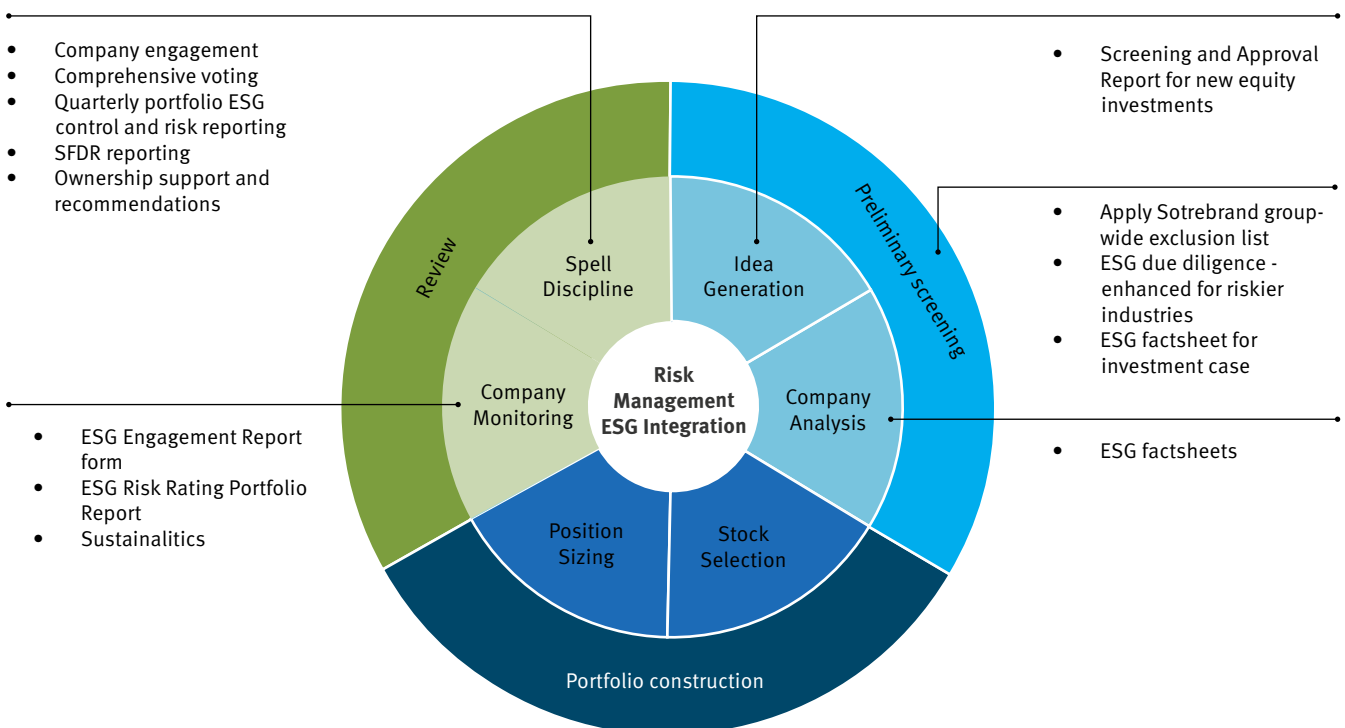 • Company engagement
• Comprehensive voting
• Quarterly portfolio ESG
control and risk reporting
• SFDR reporting
• Ownership support and
recommendations
• Screening and Approval
Report for new equity
investments
• Apply Sotrebrand group-
wide exclusion list
• ESG due diligence -
enhanced for riskier
industries
• ESG factsheet for
investment case
• ESG factsheets
• ESG Engagement Report
form
• ESG Risk Rating Portfolio
Report
• Sustainalitics
Review
Preliminary screening
Portfolio construction
Spell
Discipline
Idea
Generation
Company
Monitoring
Company
Analysis
Position
Sizing
Stock
Selection
Risk
Management
ESG Integration